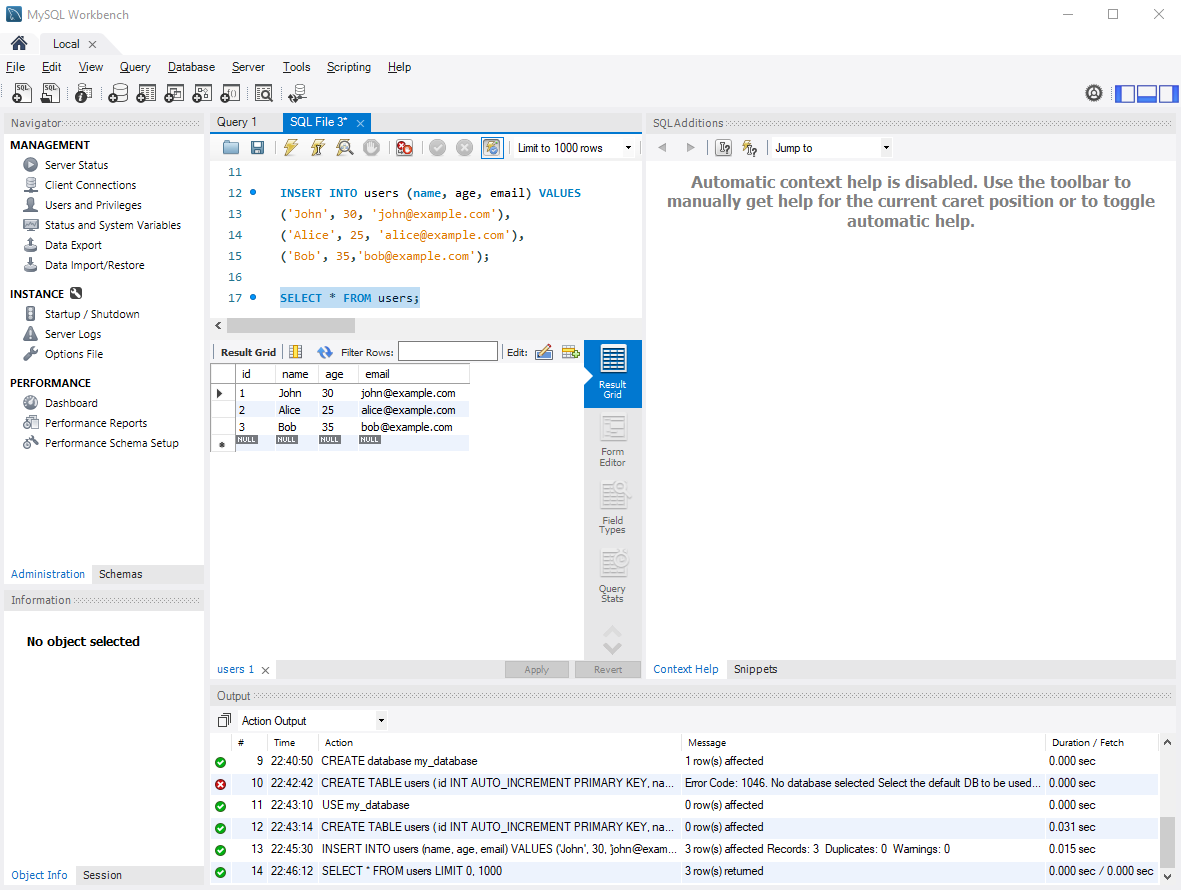 MySQL Workbench
Local
File Edit View Query Database Server Tools Scripting Help
Navigator
MANAGEMENT
Server Status
Client Connections
Users and Privileges
Status and System Variables
Data Export
Data Import/Restore
INSTANCE
Startup / Shutdown
Server Logs
Options File
PERFORMANCE
Dashboard
Performance Reports
Performance Schema Setup
Administration Schemas
Information
No object selected
Object Info Session
Query 1 SQL File 3*
Limit to 1000 rows
11
12 INSERT INTO users (name, age, email) VALUES
13 ('John', 30, 'john@example.com'),
14 ('Alice', 25, 'alice@example.com'),
15 ('Bob', 35,'bob@example.com');
16
17 SELECT * FROM users;
Result Grid Filter Rows: Edit:
id name age email
1 John 30 john@example.com
2 Alice 25 alice@example.com
3 Bob 35 bob@example.com
NULL NULL NULL NULL
Result
Grid
Form
Editor
Field
Types
Query
Stats
users 1 Apply Revert
SQLAdditions
Jump to
Automatic context help is disabled. Use the toolbar to
manually get help for the current caret position or to toggle
automatic help.
Context Help Snippets
Output
Action Output
# Time Action Message Duration / Fetch
9 22:40:50 CREATE database my_database 1 row(s) affected 0.000 sec
10 22:42:42 CREATE TABLE users ( id INT AUTO_INCREMENT PRIMARY KEY, na... Error Code: 1046. No database selected Select the default DB to be used... 0.000 sec
11 22:43:10 USE my_database 0 row(s) affected 0.000 sec
12 22:43:14 CREATE TABLE users ( id INT AUTO_INCREMENT PRIMARY KEY, na... 0 row(s) affected 0.031 sec
13 22:45:30 INSERT INTO users (name, age, email) VALUES ('John', 30, 'john@exam... 3 row(s) affected Records: 3 Duplicates: 0 Warnings: 0 0.015 sec
14 22:46:12 SELECT * FROM users LIMIT 0, 1000 3 row(s) returned 0.000 sec / 0.000 sec